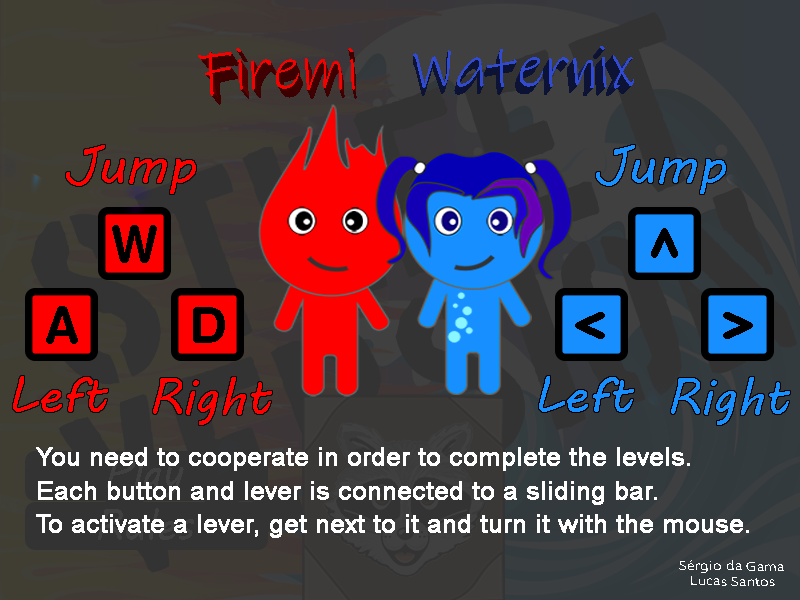 Firemi Waternix
Jump Jump
W ^
A D < >
Left Right Left Right
You need to cooperate in order to complete the levels.
Each button and lever is connected to a sliding bar.
To activate a lever, get next to it and turn it with the mouse.
Play
Rules
Sérgio da Gama
Lucas Santos